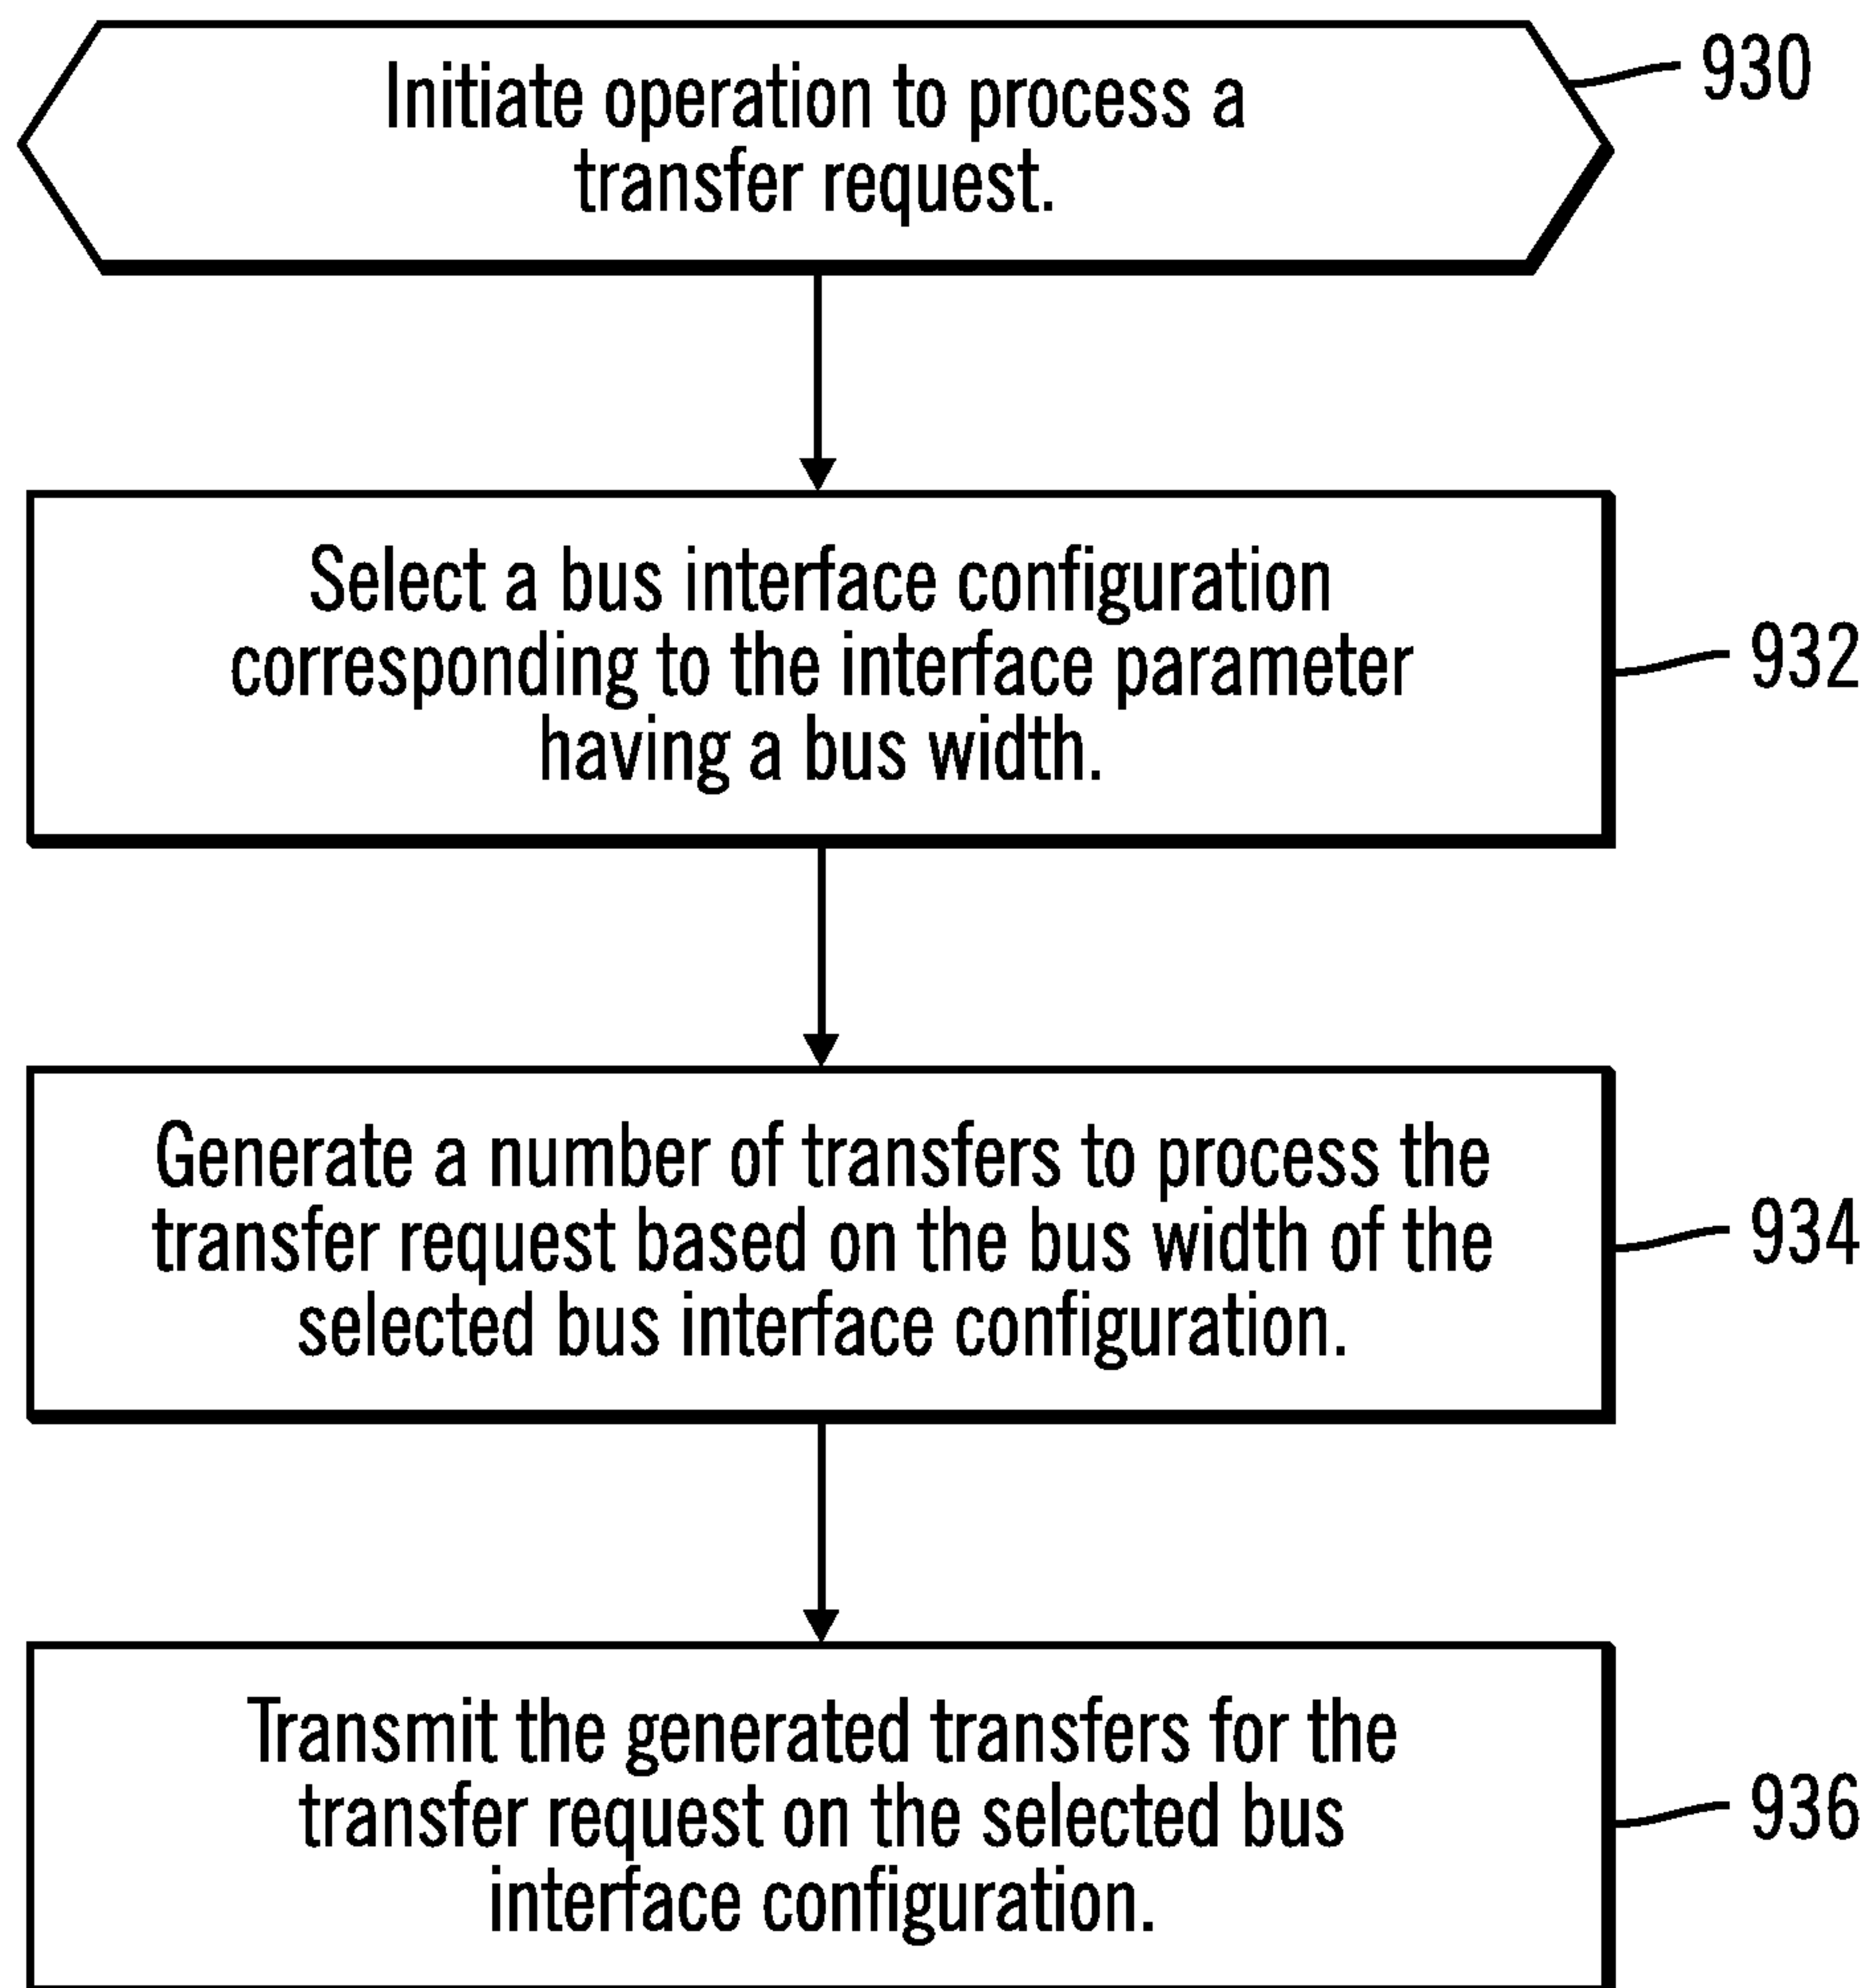 Initiate operation to process a
transfer request.
930
Select a bus interface configuration
corresponding to the interface parameter
having a bus width.
932
Generate a number of transfers to process the
transfer request based on the bus width of the
selected bus interface configuration.
934
Transmit the generated transfers for the
transfer request on the selected bus
interface configuration.
936